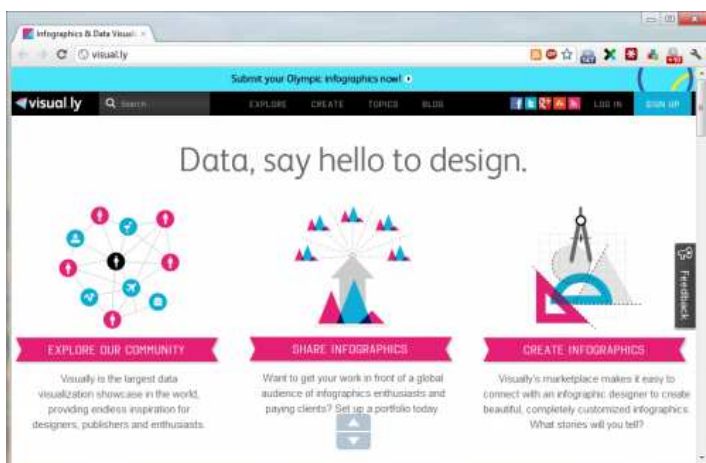 Infographics & Data Visuali
visual.ly
Submit your Olympic infographics now!
visual.ly
Search
EXPLORE CREATE TOPICS BLOG
LOG IN
SIGN UP
Data, say hello to design.
EXPLORE OUR COMMUNITY
Visually is the largest data
visualization showcase in the world,
providing endless inspiration for
designers, publishers and enthusiasts.
SHARE INFOGRAPHICS
Want to get your work in front of a global
audience of infographics enthusiasts and
paying clients? Set up a portfolio today
CREATE INFOGRAPHICS
Visually's marketplace makes it easy to
connect with an infographic designer to create
beautiful, completely customized infographics.
What stories will you tell?
Feedback